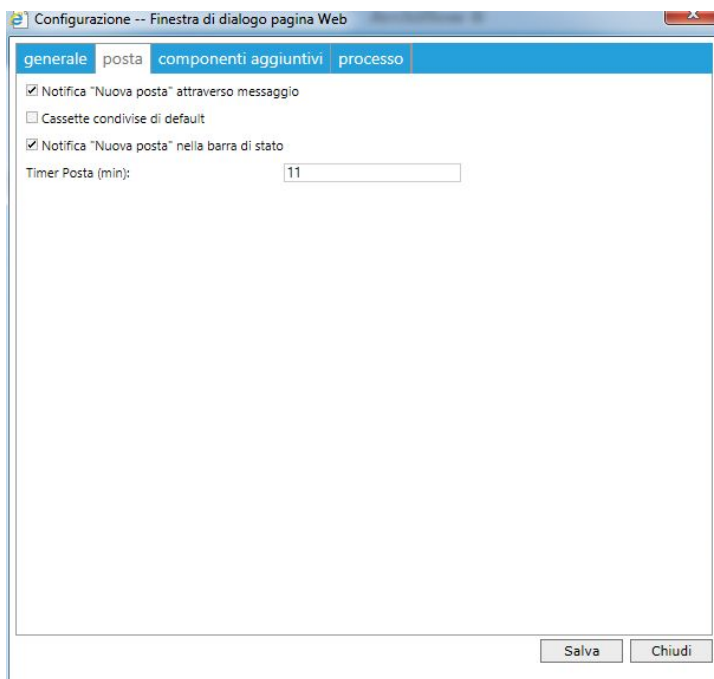 Configurazione -- Finestra di dialogo pagina Web
generale posta componenti aggiuntivi processo
Notifica "Nuova posta" attraverso messaggio
Cassette condivise di default
Notifica "Nuova posta" nella barra di stato
Timer Posta (min): 11
Salva Chiudi